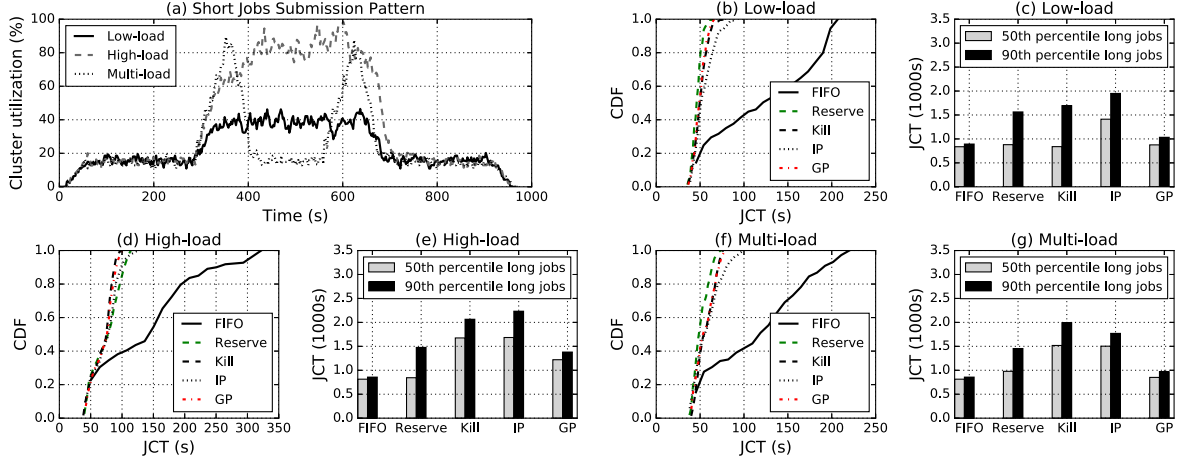 (a) Short Jobs Submission Pattern
Cluster utilization (%)
100
80
60
40
20
0
Low-load
High-load
Multi-load
0 200 400 600 800 1000
Time (s)
(b) Low-load
CDF
1.0
0.8
0.6
0.4
0.2
0.0
FIFO
Reserve
Kill
IP
GP
0 50 100 150 200 250
JCT (s)
(c) Low-load
JCT (1000s)
3.5
3.0
2.5
2.0
1.5
1.0
0.5
0.0
50th percentile long jobs
90th percentile long jobs
FIFO Reserve Kill IP GP
(d) High-load
CDF
1.0
0.8
0.6
0.4
0.2
0.0
FIFO
Reserve
Kill
IP
GP
0 50 100 150 200 250 300 350
JCT (s)
(e) High-load
JCT (1000s)
3.5
3.0
2.5
2.0
1.5
1.0
0.5
0.0
50th percentile long jobs
90th percentile long jobs
FIFO Reserve Kill IP GP
(f) Multi-load
CDF
1.0
0.8
0.6
0.4
0.2
0.0
FIFO
Reserve
Kill
IP
GP
0 50 100 150 200 250
JCT (s)
(g) Multi-load
JCT (1000s)
3.5
3.0
2.5
2.0
1.5
1.0
0.5
0.0
50th percentile long jobs
90th percentile long jobs
FIFO Reserve Kill IP GP